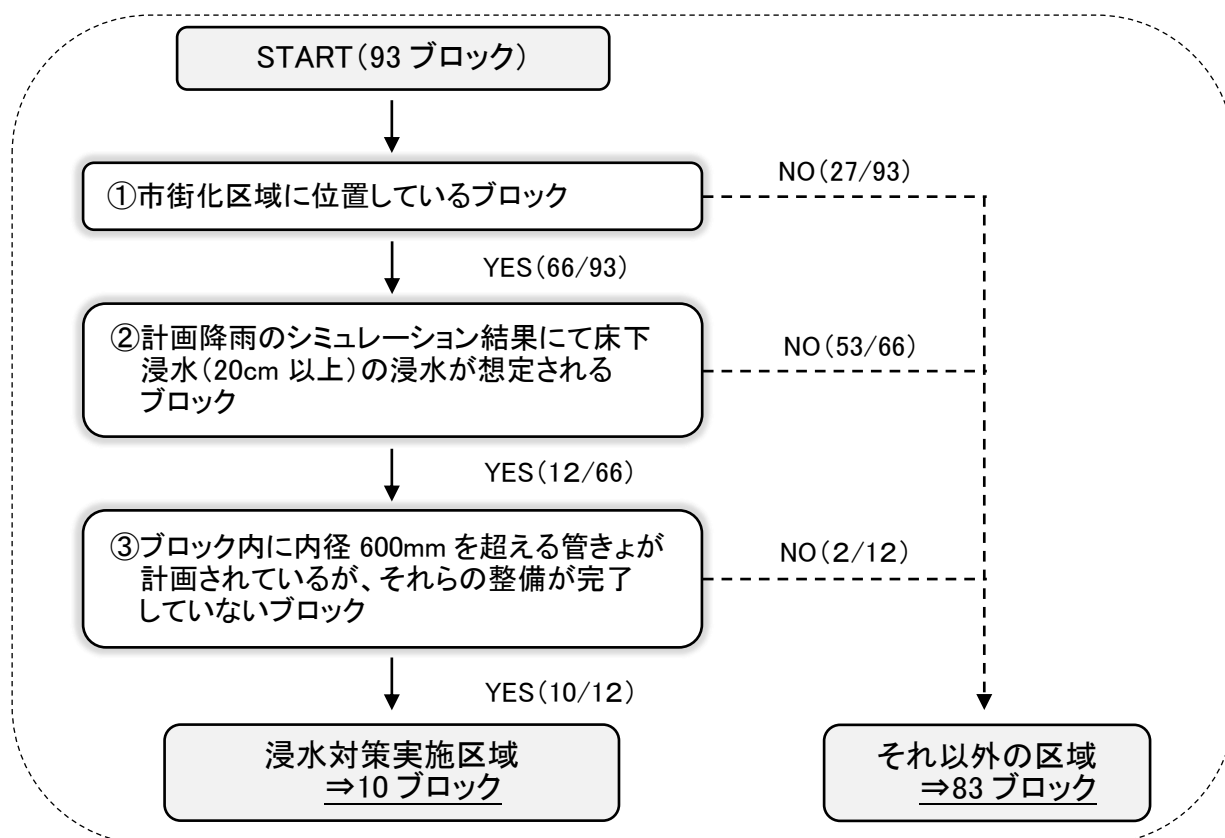 START(93 ブロック)
①市街化区域に位置しているブロック
NO(27/93)
YES(66/93)
②計画降雨のシミュレーション結果にて床下
浸水(20cm 以上)の浸水が想定される
ブロック
NO(53/66)
YES(12/66)
③ブロック内に内径 600mm を超える管きょが
計画されているが、それらの整備が完了
していないブロック
NO(2/12)
YES(10/12)
浸水対策実施区域
⇒10 ブロック
それ以外の区域
⇒83 ブロック